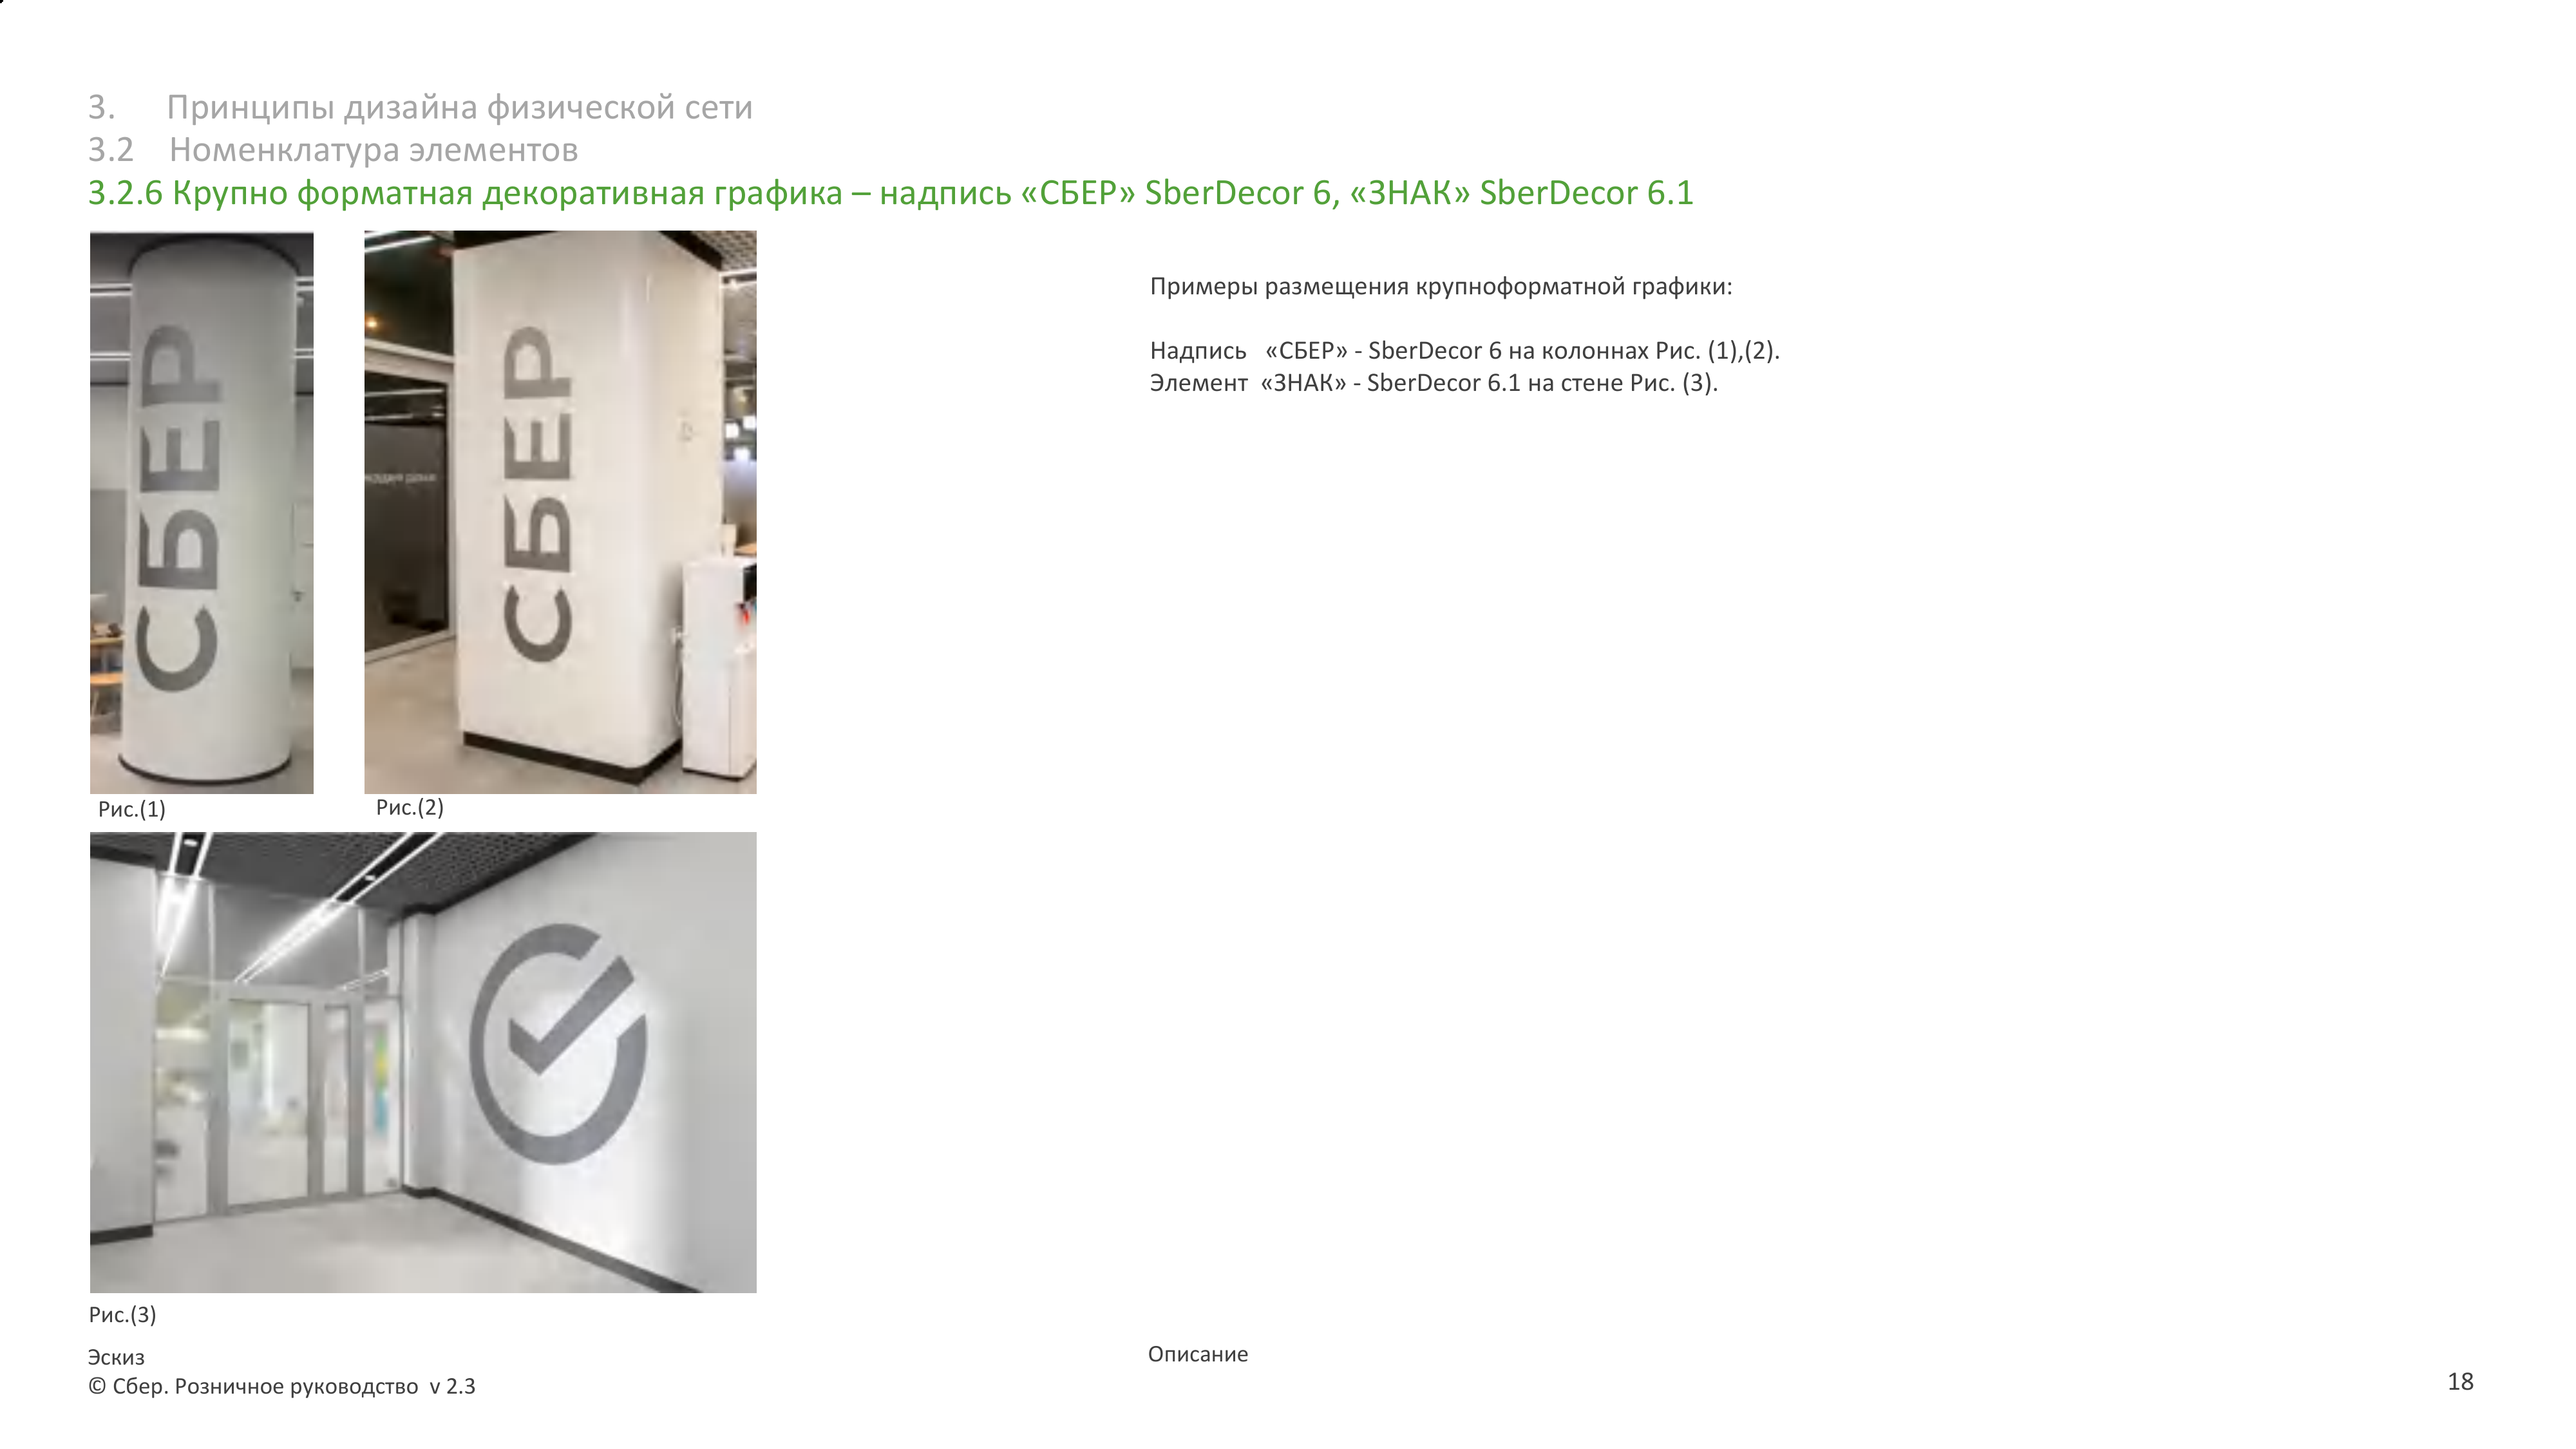 3. Принципы дизайна физической сети
3.2 Номенклатура элементов
3.2.6 Крупно форматная декоративная графика – надпись «СБЕР» SberDecor 6, «ЗНАК» SberDecor 6.1
СБЕР
СБЕР
Рис.(1)
Рис.(2)
Рис.(3)
Эскиз
© Сбер. Розничное руководство v 2.3
Примеры размещения крупноформатной графики:
Надпись «СБЕР» - SberDecor 6 на колоннах Рис. (1),(2).
Элемент «ЗНАК» - SberDecor 6.1 на стене Рис. (3).
Описание
18